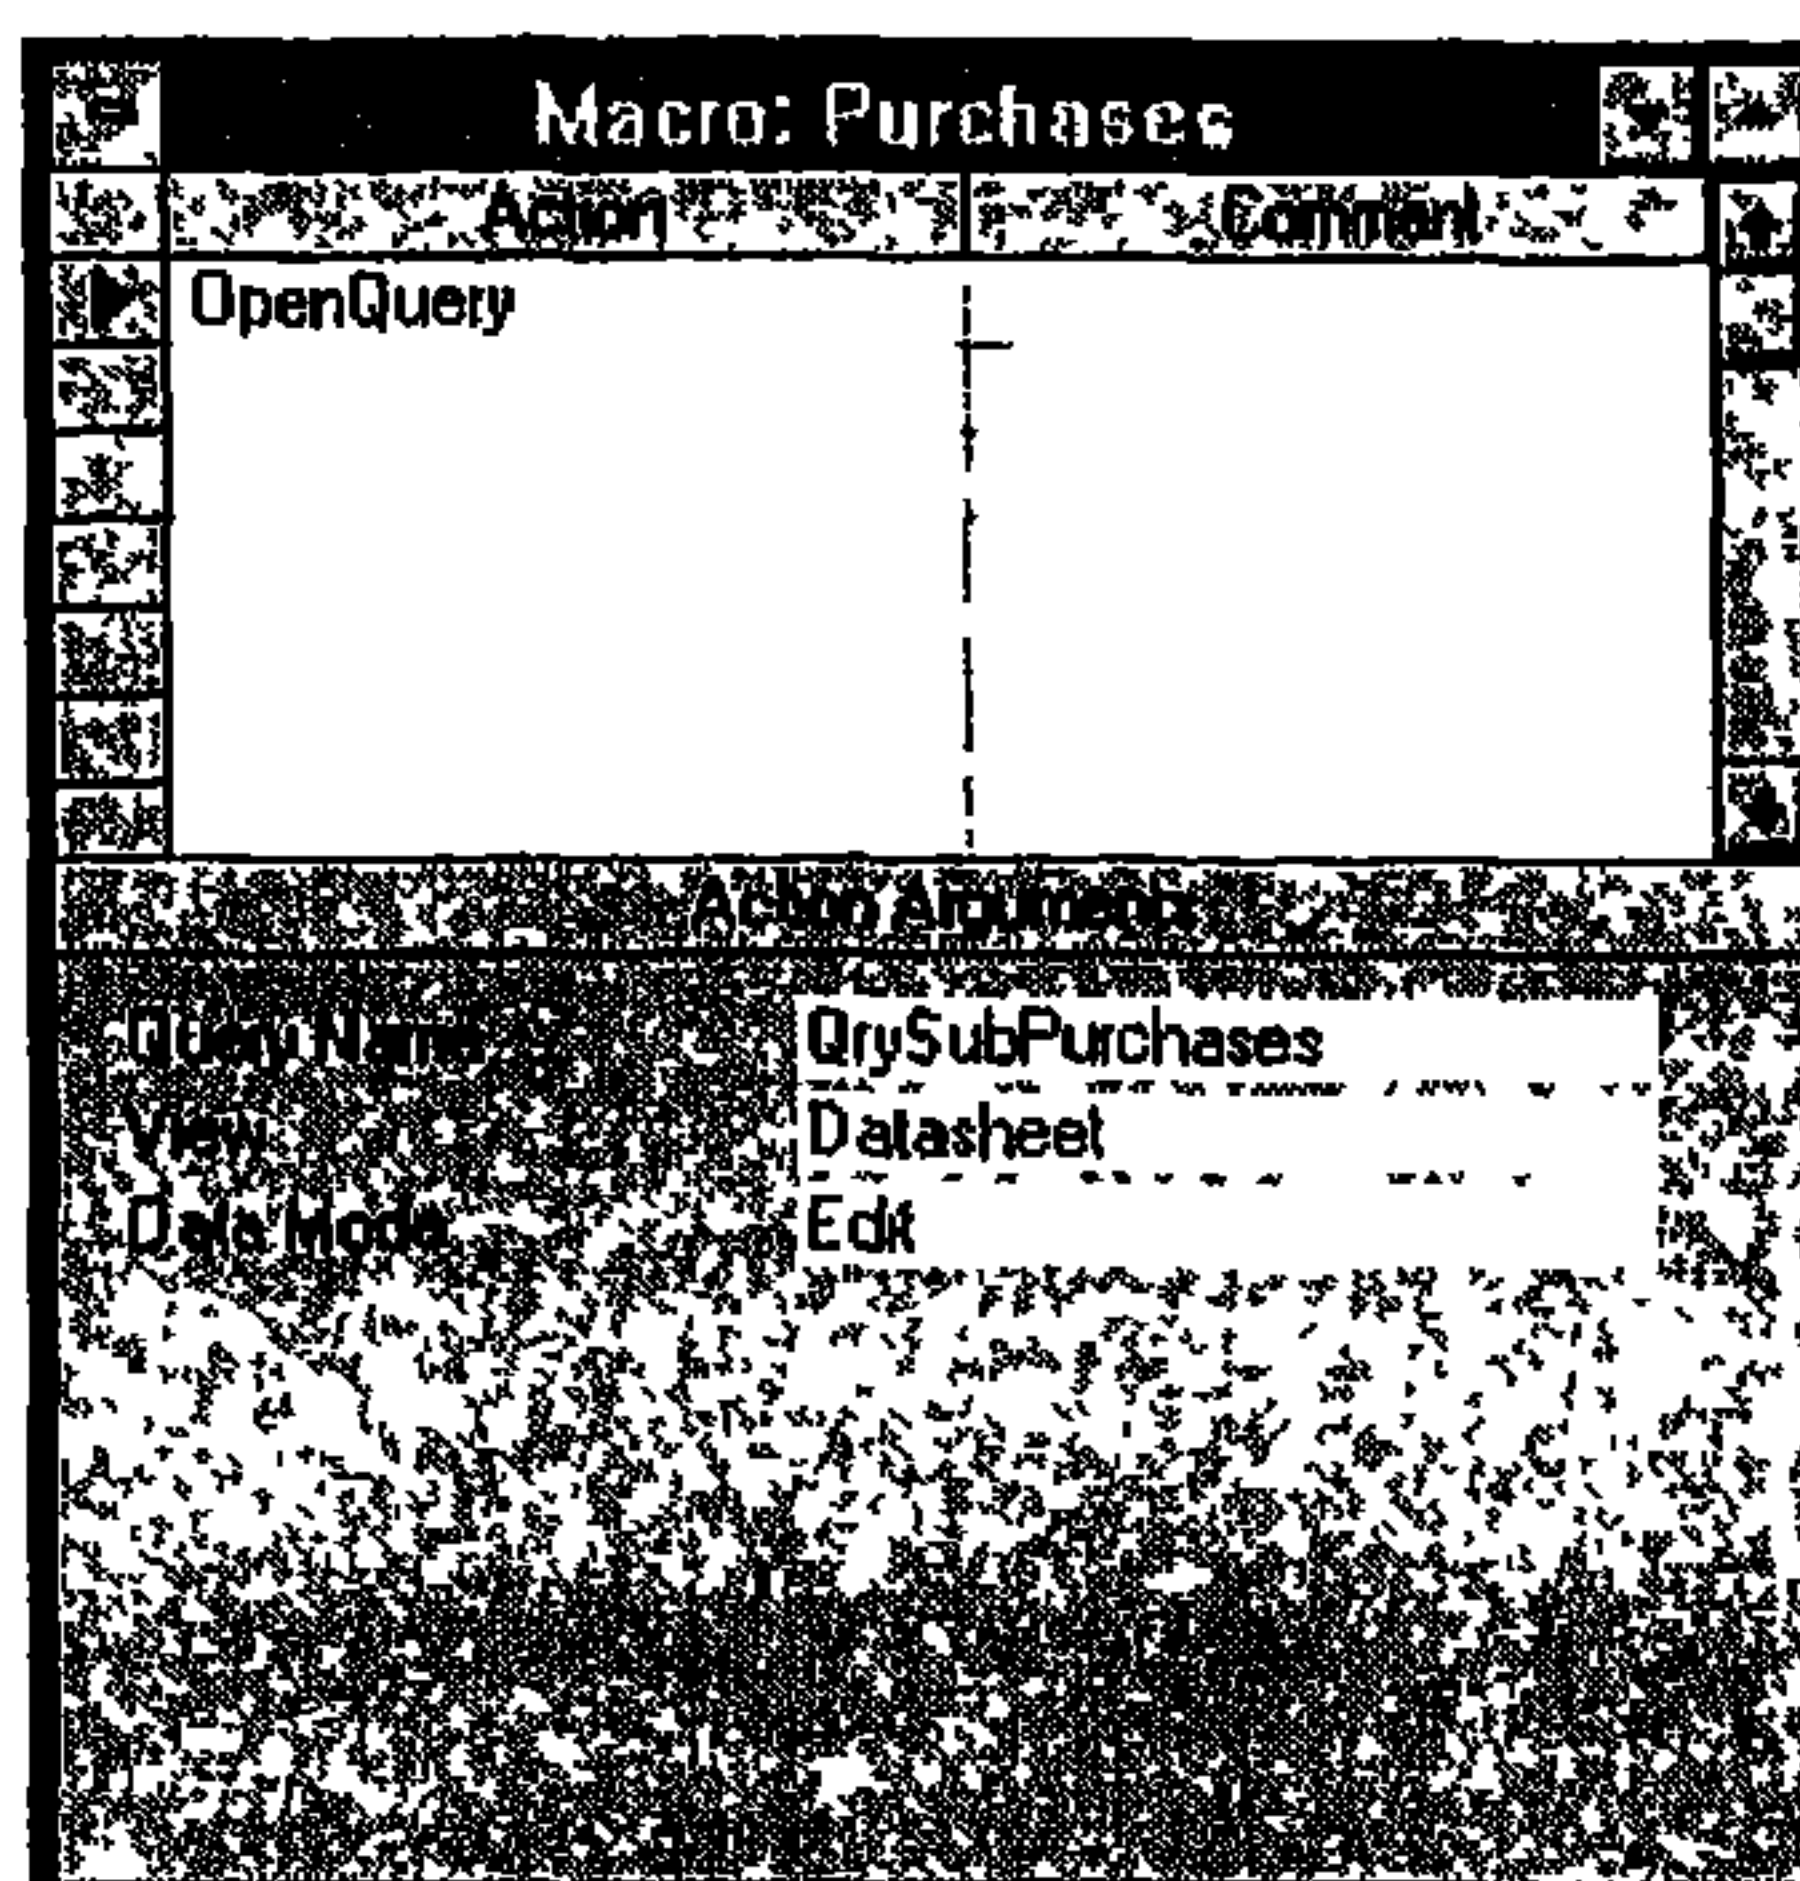 Macro: Purchases
Action Comment
OpenQuery
Action Arguments
Query Name QrySubPurchases
View Datasheet
Data Mode Edit